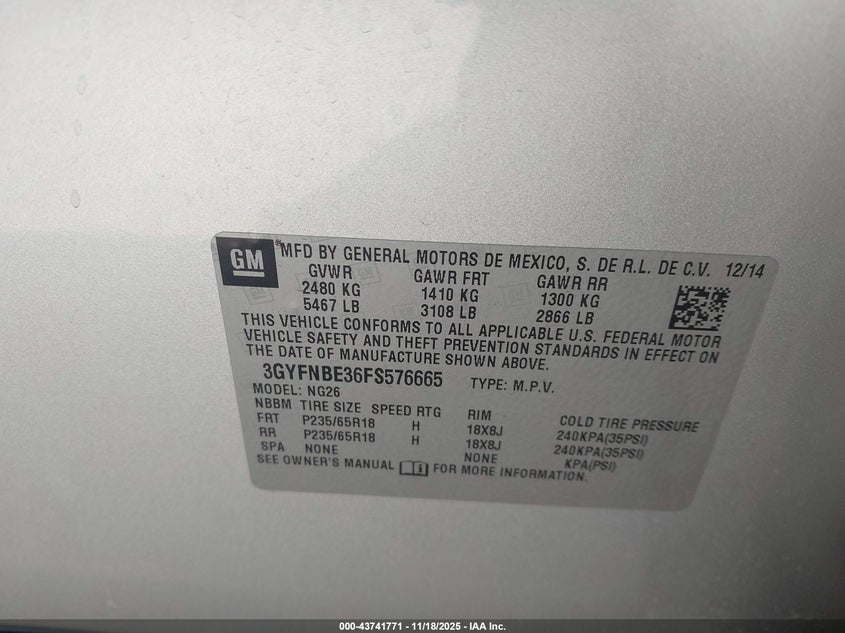 GM
® MFD BY GENERAL MOTORS DE MEXICO, S. DE R.L. DE C.V. 12/14
GVWR GAWR FRT GAWR RR
2480 KG 1410 KG 1300 KG
5467 LB 3108 LB 2866 LB
THIS VEHICLE CONFORMS TO ALL APPLICABLE U.S. FEDERAL MOTOR
VEHICLE SAFETY AND THEFT PREVENTION STANDARDS IN EFFECT ON
THE DATE OF MANUFACTURE SHOWN ABOVE.
3GYFNBE36FS576665 TYPE: M.P.V.
MODEL: NG26
NBBM TIRE SIZE SPEED RTG RIM COLD TIRE PRESSURE
FRT P235/65R18 H 18X8J 240KPA(35PSI)
RR P235/65R18 H 18X8J 240KPA(35PSI)
SPA NONE NONE KPA(PSI)
SEE OWNER'S MANUAL FOR MORE INFORMATION.
000-43741771 - 11/18/2025 - IAA Inc.